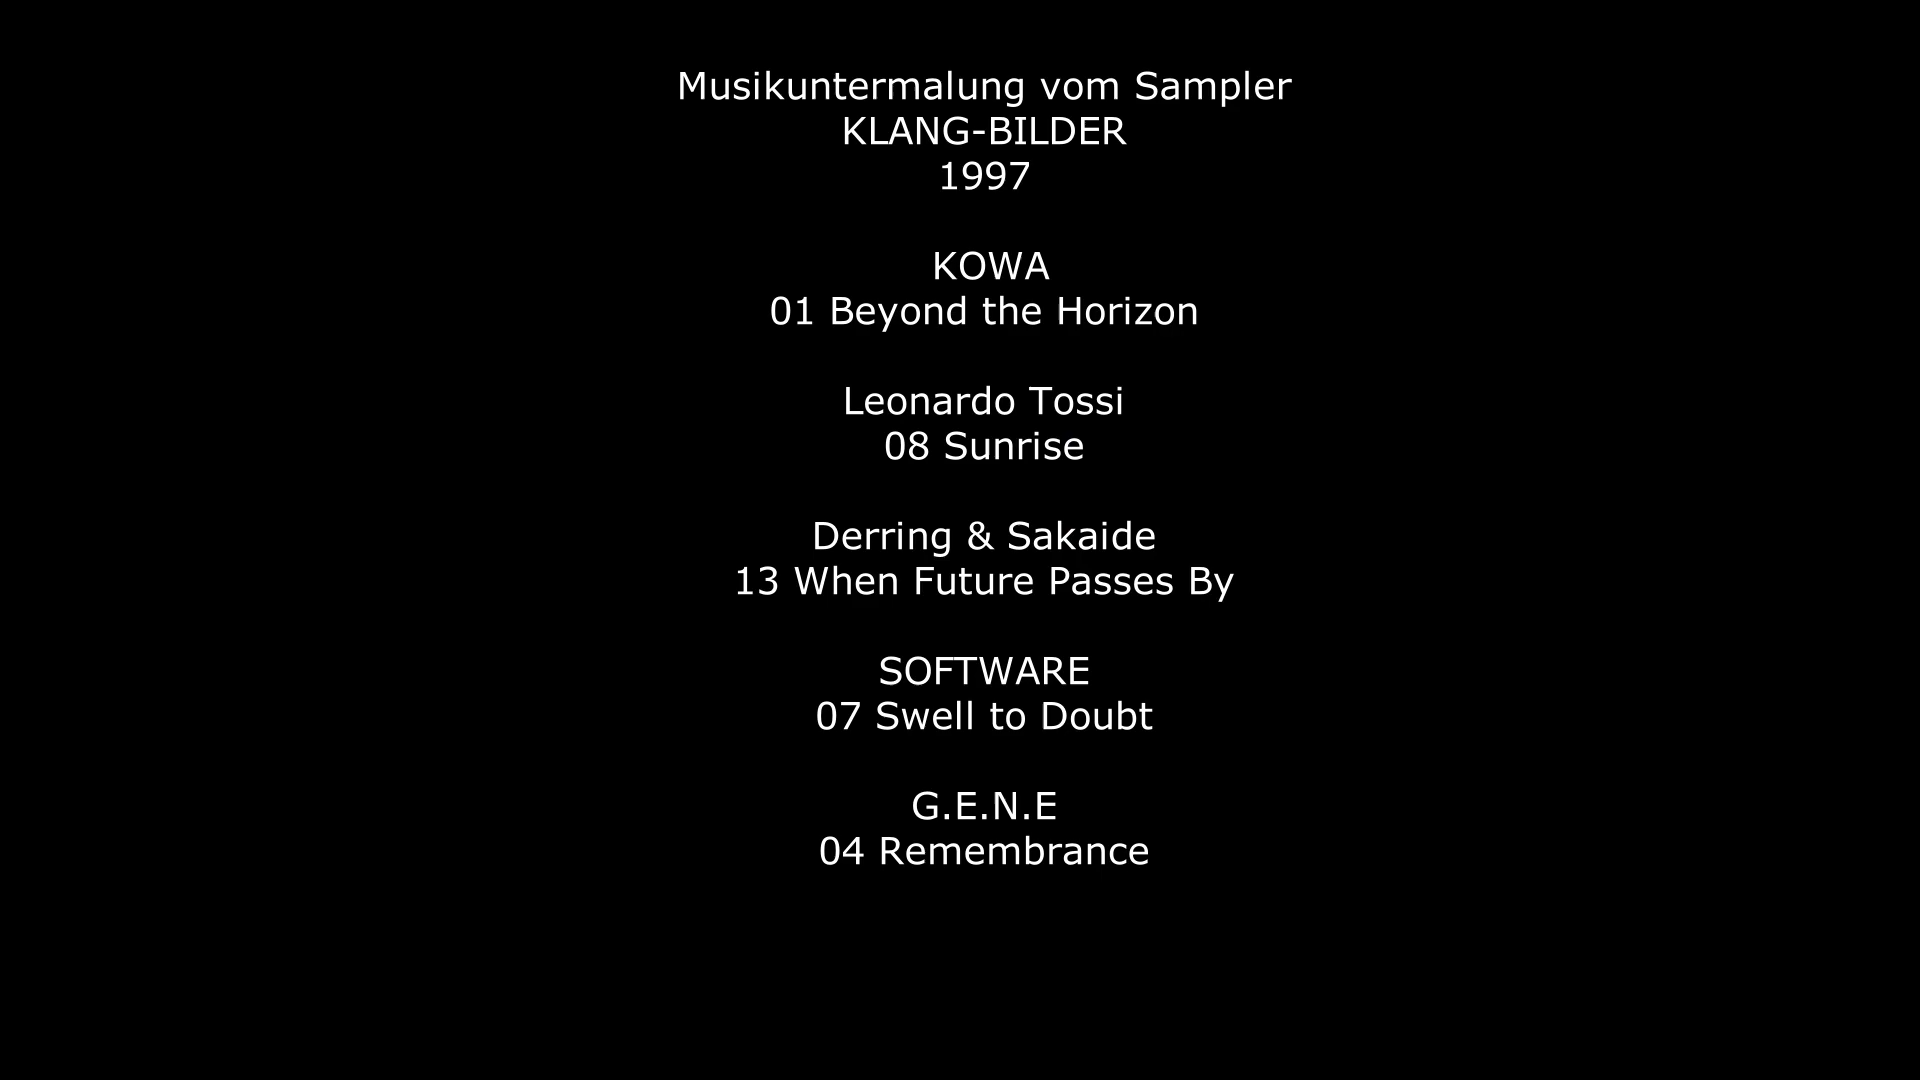 Musikuntermalung vom Sampler
KLANG-BILDER
1997
KOWA
01 Beyond the Horizon
Leonardo Tossi
08 Sunrise
Derring & Sakaide
13 When Future Passes By
SOFTWARE
07 Swell to Doubt
G.E.N.E
04 Remembrance